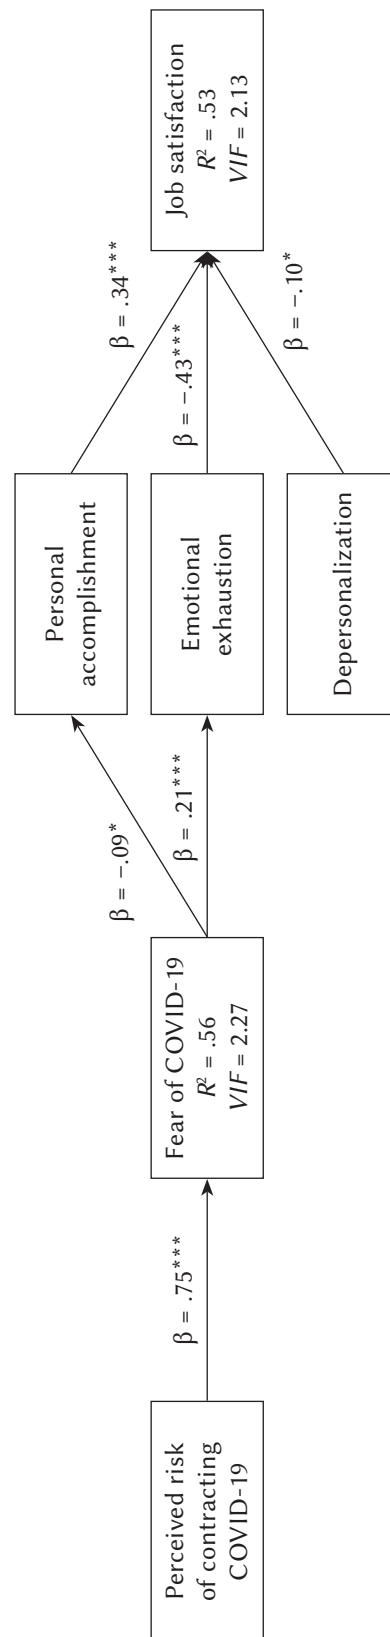 Perceived risk
of contracting
COVID-19
β = .75***
Fear of COVID-19
R² = .56
VIF = 2.27
β = –.09*
β = .21***
Personal
accomplishment
Emotional
exhaustion
Depersonalization
β = .34***
β = –.43***
β = –.10*
Job satisfaction
R² = .53
VIF = 2.13